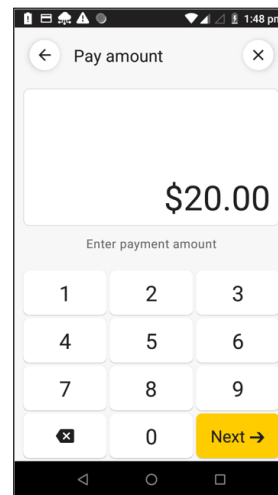 1:48 pm
Pay amount
$20.00
Enter payment amount
1 2 3
4 5 6
7 8 9
0 Next →